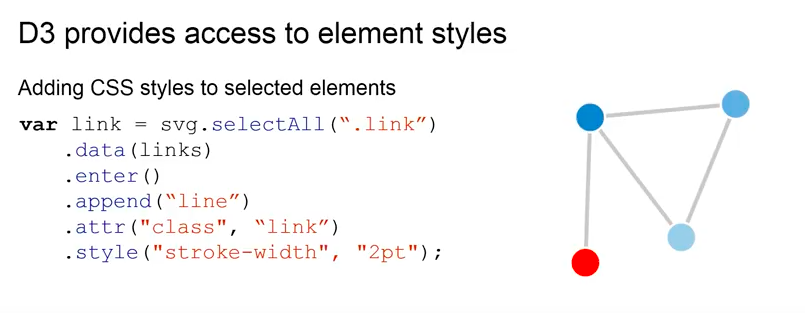 D3 provides access to element styles
Adding CSS styles to selected elements
var link = svg.selectAll(“.link”)
.data(links)
.enter()
.append(“line”)
.attr("class", “link”)
.style("stroke-width", "2pt");